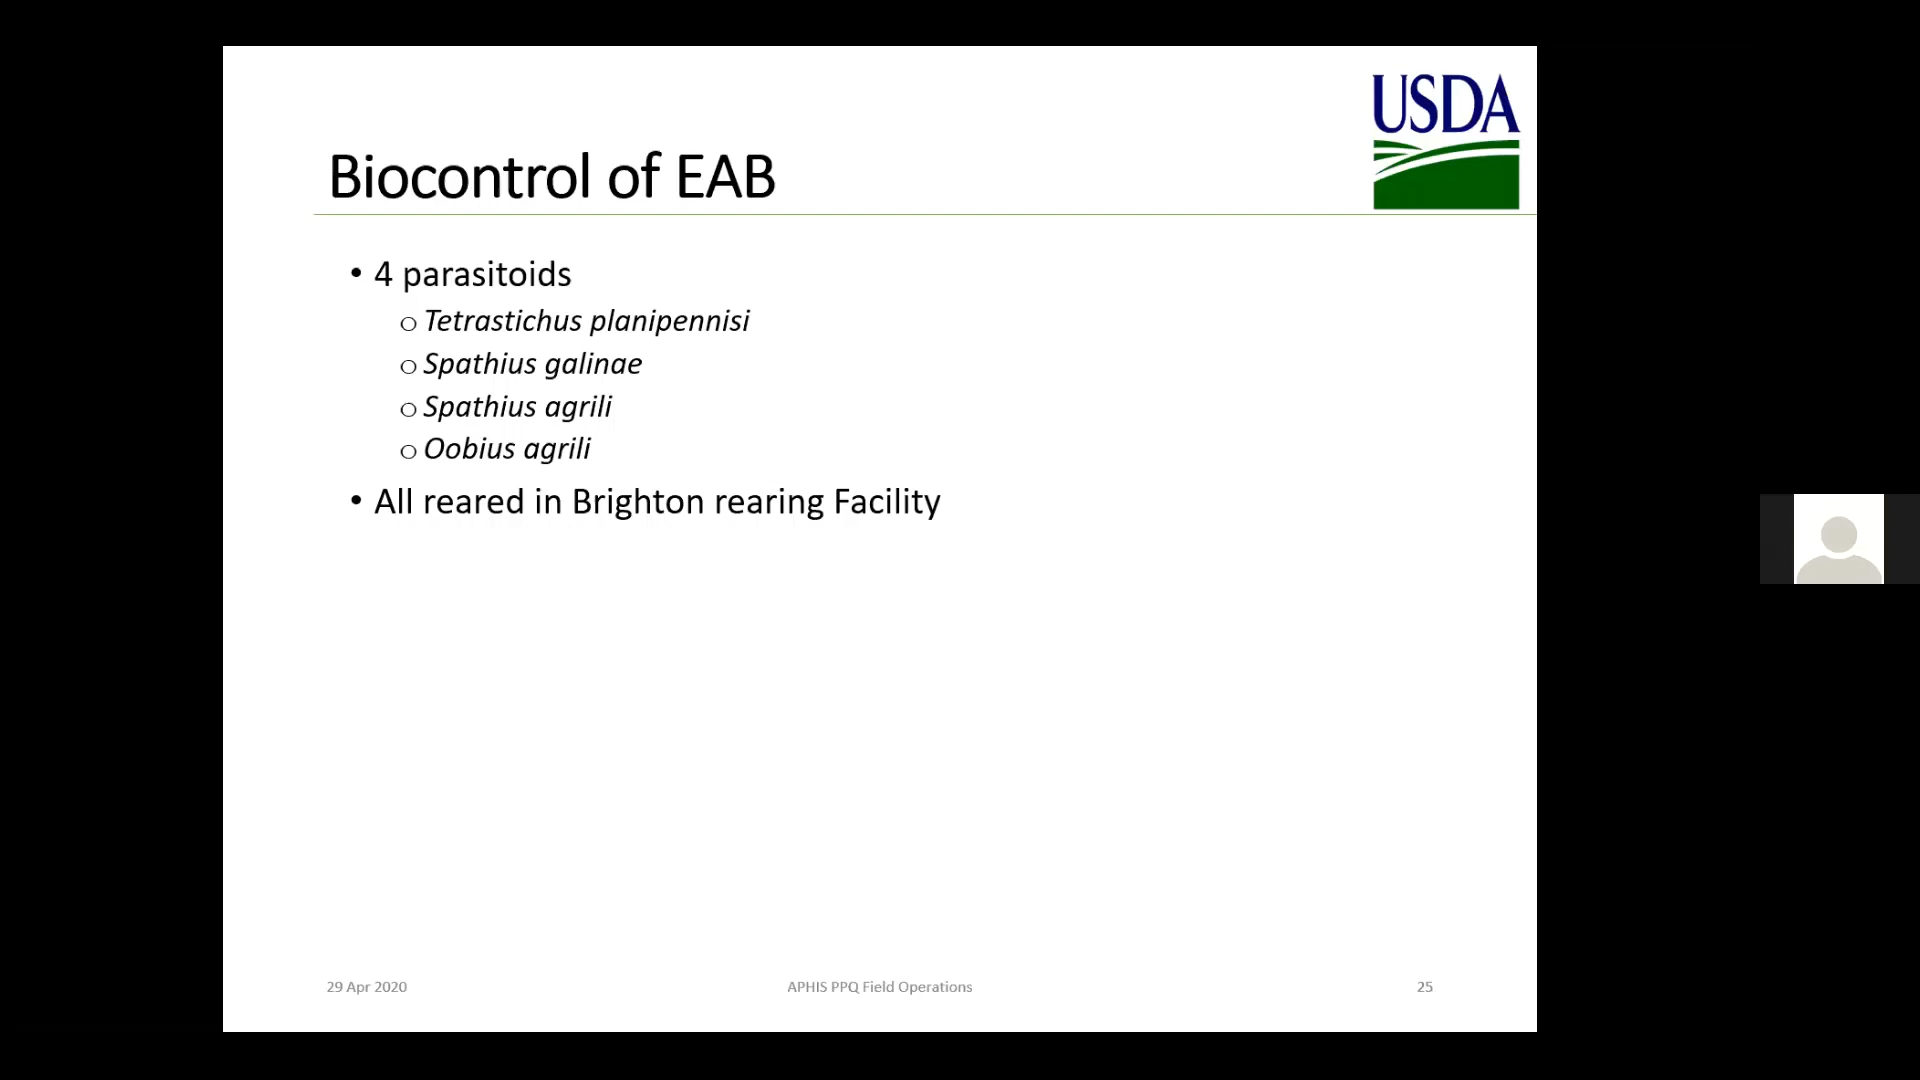 USDA
Biocontrol of EAB
• 4 parasitoids
o Tetrastichus planipennisi
o Spathius galinae
o Spathius agrili
o Oobius agrili
• All reared in Brighton rearing Facility
29 Apr 2020
APHIS PPQ Field Operations
25